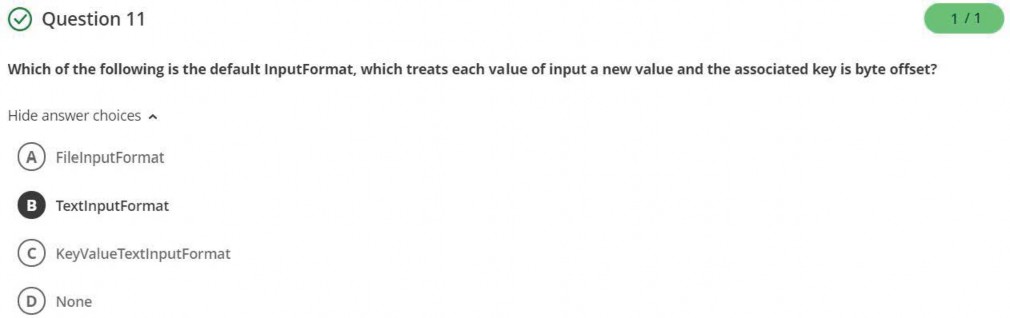 Question 11
1 / 1
Which of the following is the default InputFormat, which treats each value of input a new value and the associated key is byte offset?
Hide answer choices
A FileInputFormat
B TextInputFormat
C KeyValueTextInputFormat
D None